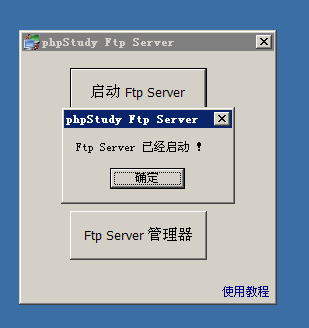 phpStudy Ftp Server
启动 Ftp Server
phpStudy Ftp Server
Ftp Server 已经启动 !
确定
Ftp Server 管理器
使用教程